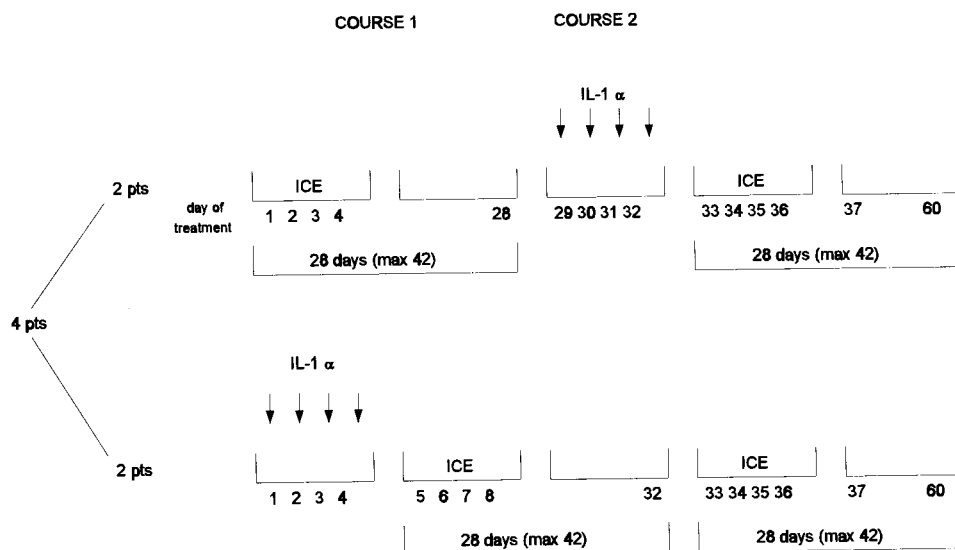 COURSE 1 COURSE 2
IL-1 α
2 pts
ICE ICE
day of treatment
1 2 3 4 28 29 30 31 32 33 34 35 36 37 60
28 days (max 42) 28 days (max 42)
4 pts
IL-1 α
2 pts
ICE ICE
1 2 3 4 5 6 7 8 32 33 34 35 36 37 60
28 days (max 42) 28 days (max 42)